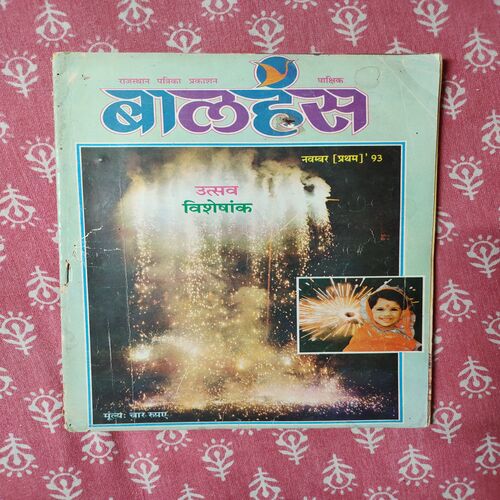 राजस्थान पत्रिका प्रकाशन पाक्षिक
बालहंस
नवम्बर [प्रथम]' 93
उत्सव
विशेषांक
मूल्य: चार रुपए